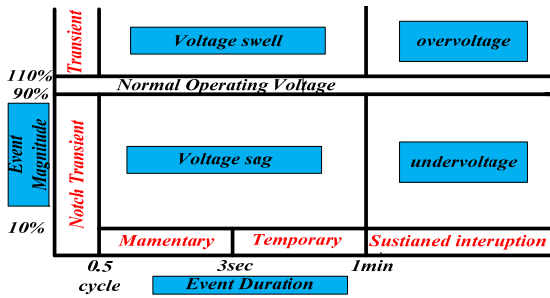 Transient
Voltage swell
overvoltage
110%
Normal Operating Voltage
90%
Event
Magnitude
Notch Transient
Voltage sag
undervoltage
10%
Mamentary
Temporary
Sustianed interuption
0.5
cycle
3sec
1min
Event Duration